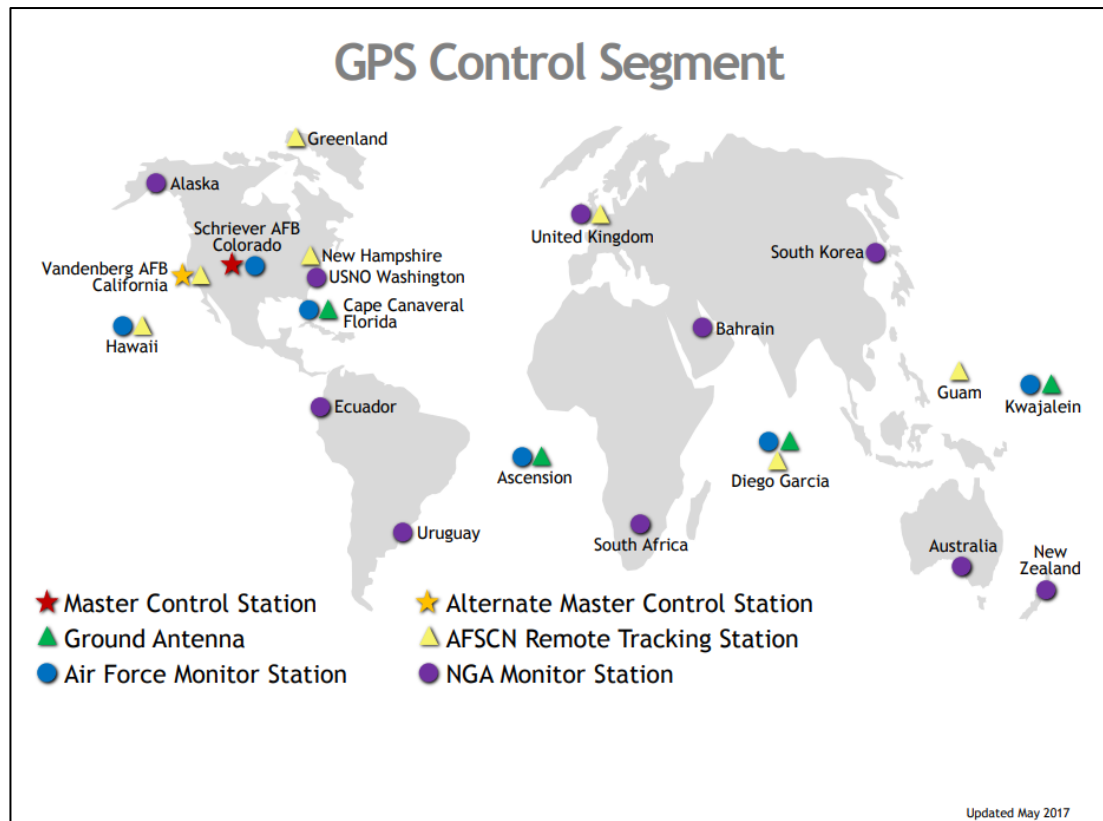 GPS Control Segment
Greenland
Alaska
Schriever AFB
Colorado
Vandenberg AFB
California
New Hampshire
USNO Washington
Cape Canaveral
Florida
Hawaii
United Kingdom
South Korea
Bahrain
Guam
Kwajalein
Ecuador
Ascension
Diego Garcia
Uruguay
South Africa
Australia
New
Zealand
Master Control Station
Alternate Master Control Station
Ground Antenna
AFSCN Remote Tracking Station
Air Force Monitor Station
NGA Monitor Station
Updated May 2017